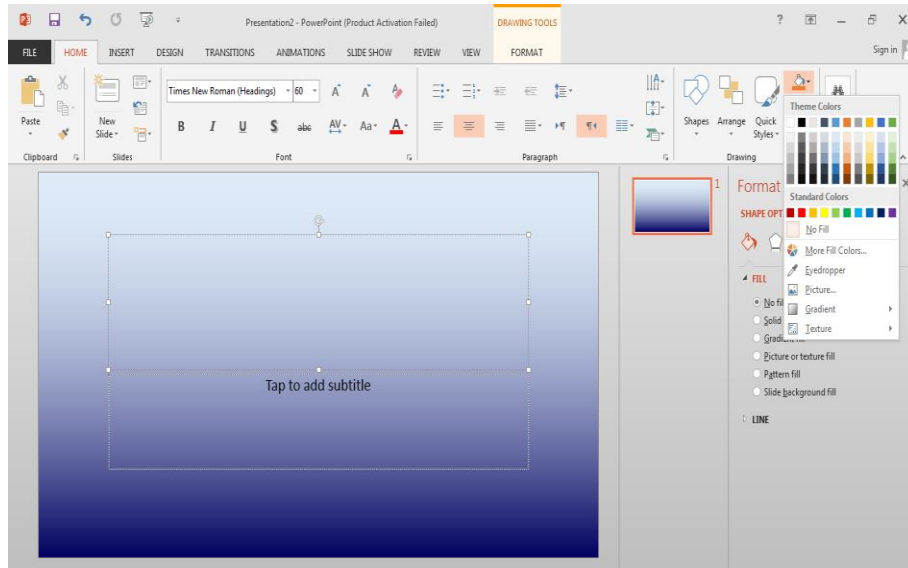 Presentation2 - PowerPoint (Product Activation Failed)
DRAWING TOOLS
?
FILE HOME INSERT DESIGN TRANSITIONS ANIMATIONS SLIDE SHOW REVIEW VIEW FORMAT Sign in
Times New Roman (Headings) 60 A A
Paste
New
Slide
B I U S abc AV Aa A
Shapes Arrange Quick
Styles
Clipboard Slides Font Paragraph Drawing
Theme Colors
Standard Colors
No Fill
More Fill Colors...
Eyedropper
Picture...
Gradient
Texture
1
Format
SHAPE OPT
FILL
No fil
Solid
Picture or texture fill
Pattern fill
Slide background fill
LINE
Tap to add subtitle